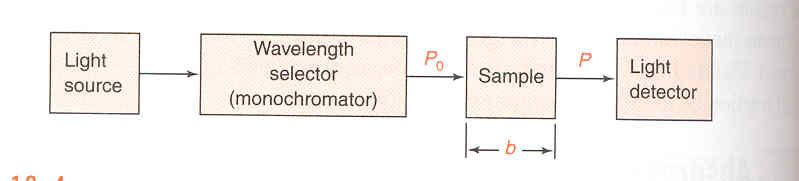 Light
source
Wavelength
selector
(monochromator)
P₀
Sample
P
Light
detector
b